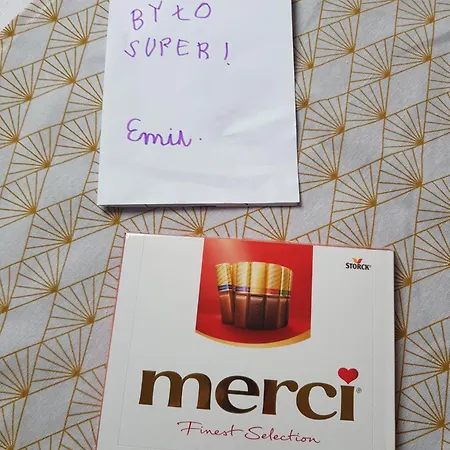 BYŁO
SUPER!
Emil.
STORCK
merci
Finest Selection